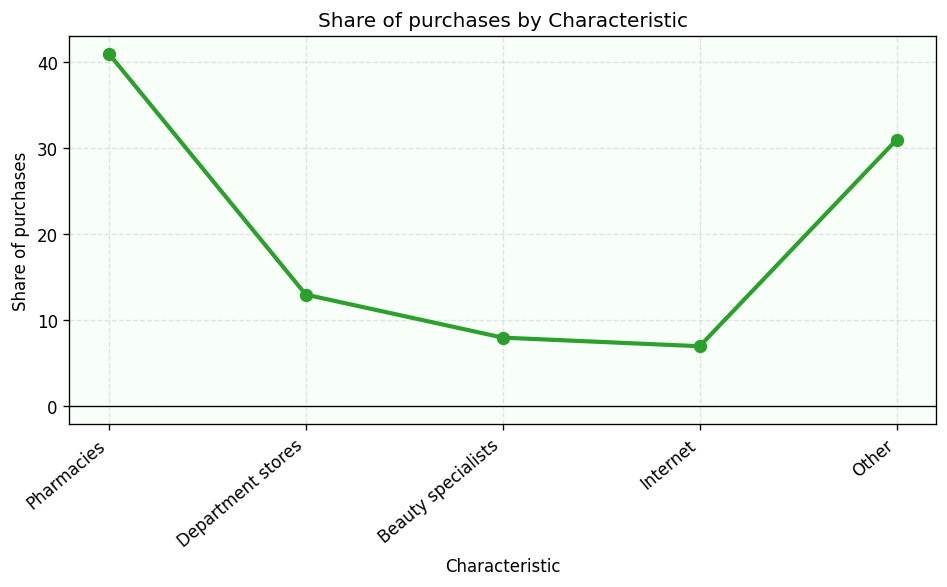 Share of purchases by Characteristic
Share of purchases
40
30
20
10
0
Pharmacies
Department stores
Beauty specialists
Internet
Other
Characteristic